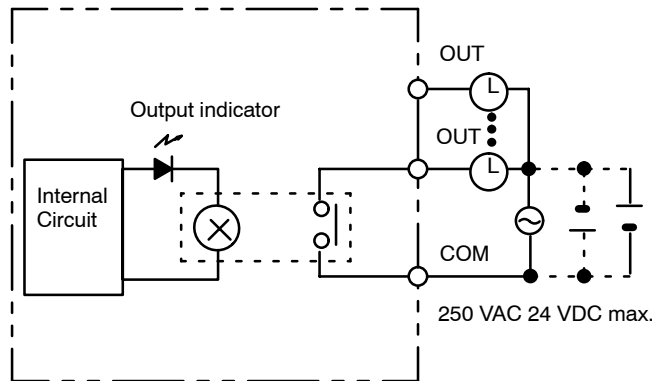 OUT
L
Output indicator
OUT
L
Internal
Circuit
COM
250 VAC 24 VDC max.